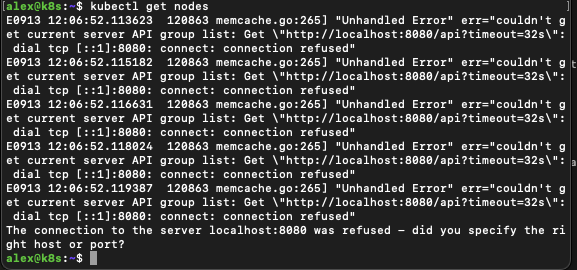 [alex@k8s:~$ kubectl get nodes ]
E0913 12:06:52.113623  120863 memcache.go:265] "Unhandled Error" err="couldn't g
et current server API group list: Get \"http://localhost:8080/api?timeout=32s\":
 dial tcp [::1]:8080: connect: connection refused"
E0913 12:06:52.115182  120863 memcache.go:265] "Unhandled Error" err="couldn't g
et current server API group list: Get \"http://localhost:8080/api?timeout=32s\":
 dial tcp [::1]:8080: connect: connection refused"
E0913 12:06:52.116631  120863 memcache.go:265] "Unhandled Error" err="couldn't g
et current server API group list: Get \"http://localhost:8080/api?timeout=32s\":
 dial tcp [::1]:8080: connect: connection refused"
E0913 12:06:52.118024  120863 memcache.go:265] "Unhandled Error" err="couldn't g
et current server API group list: Get \"http://localhost:8080/api?timeout=32s\":
 dial tcp [::1]:8080: connect: connection refused"
E0913 12:06:52.119387  120863 memcache.go:265] "Unhandled Error" err="couldn't g
et current server API group list: Get \"http://localhost:8080/api?timeout=32s\":
 dial tcp [::1]:8080: connect: connection refused"
The connection to the server localhost:8080 was refused - did you specify the ri
ght host or port?
alex@k8s:~$